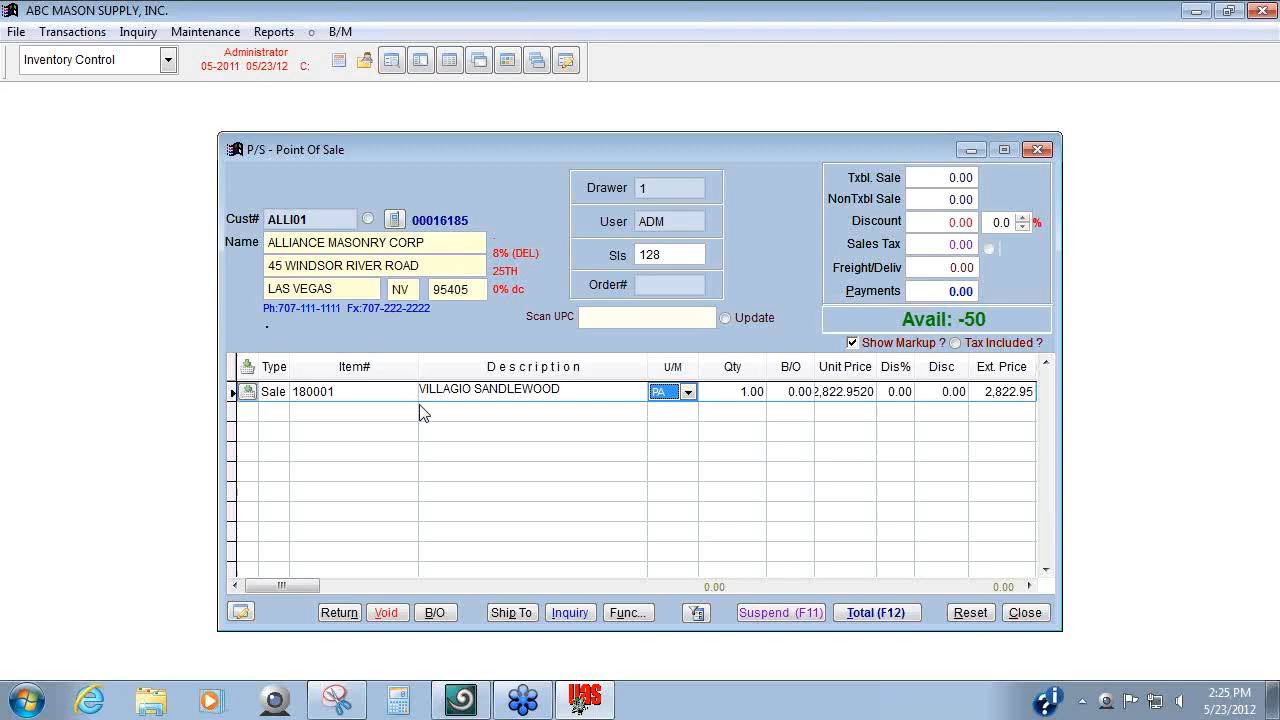 ABC MASON SUPPLY, INC.
File Transactions Inquiry Maintenance Reports B/M
Inventory Control
Administrator
05-2011 05/23/12 C:
P/S - Point Of Sale
Cust# ALLI01 00016185
Name ALLIANCE MASONRY CORP
45 WINDSOR RIVER ROAD
LAS VEGAS NV 95405
Ph:707-111-1111 Fx:707-222-2222
8% (DEL)
25TH
0% dc
Drawer 1
User ADM
Sls 128
Order#
Scan UPC Update
Txbl. Sale 0.00
NonTxbl Sale 0.00
Discount 0.00 0.0 %
Sales Tax 0.00
Freight/Deliv 0.00
Payments 0.00
Avail: -50
Show Markup ? Tax Included ?
Type Item# Description U/M Qty B/O Unit Price Dis% Disc Ext. Price
Sale 180001 VILLAGIO SANDLEWOOD PA 1.00 0.00 2,822.9520 0.00 0.00 2,822.95
0.00 0.00
Return Void B/O Ship To Inquiry Func... Suspend (F11) Total (F12) Reset Close
UGS
2:25 PM
5/23/2012